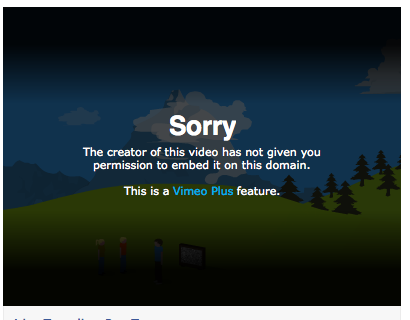 Sorry
The creator of this video has not given you
permission to embed it on this domain.
This is a Vimeo Plus feature.